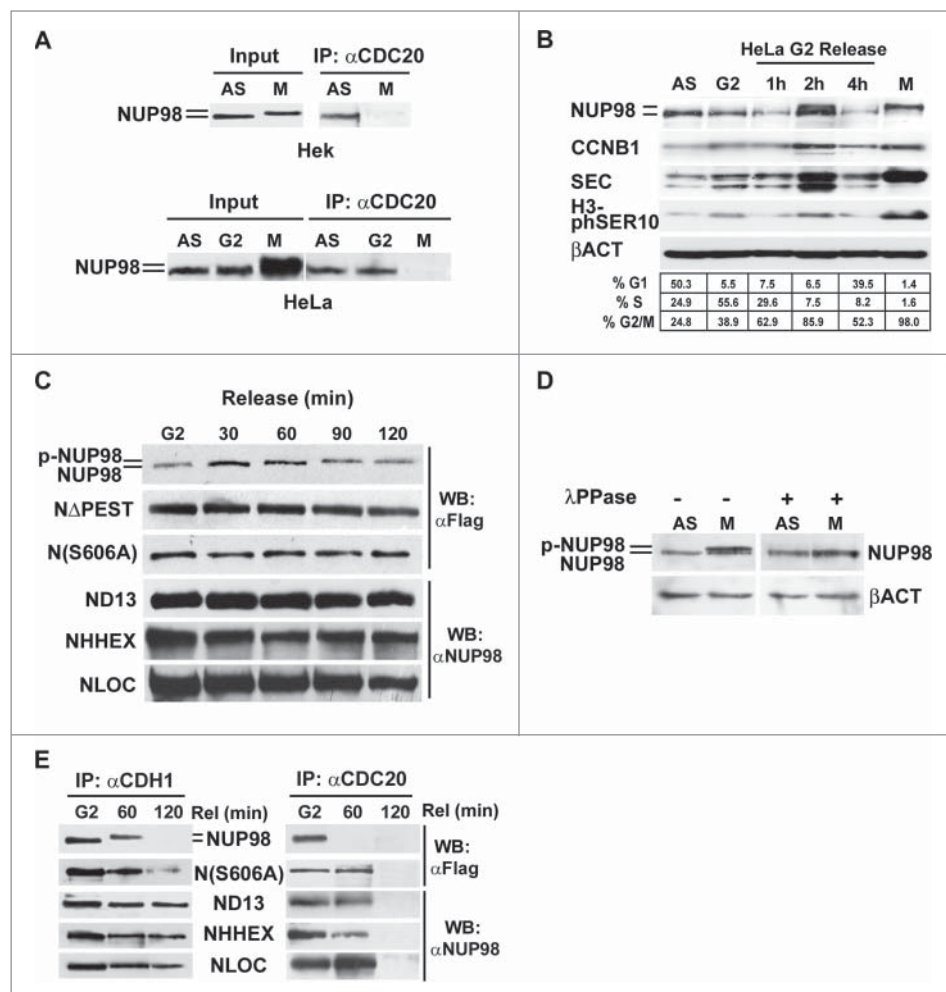 A
Input
IP: αCDC20
AS M AS M
NUP98
Hek
Input
IP: αCDC20
AS G2 M AS G2 M
NUP98
HeLa
B
HeLa G2 Release
AS G2 1h 2h 4h M
NUP98
CCNB1
SEC
H3-
phSER10
βACT
% G1 50.3 5.5 7.5 6.5 39.5 1.4
% S 24.9 55.6 29.6 7.5 8.2 1.6
% G2/M 24.8 38.9 62.9 85.9 52.3 98.0
C
Release (min)
G2 30 60 90 120
p-NUP98
NUP98
NΔPEST
N(S606A)
WB:
αFlag
ND13
NHHEX
NLOC
WB:
αNUP98
D
λPPase - - + +
AS M AS M
p-NUP98
NUP98
NUP98
βACT
E
IP: αCDH1
IP: αCDC20
G2 60 120 Rel (min) G2 60 120 Rel (min)
NUP98
N(S606A)
WB:
αFlag
ND13
NHHEX
NLOC
WB:
αNUP98